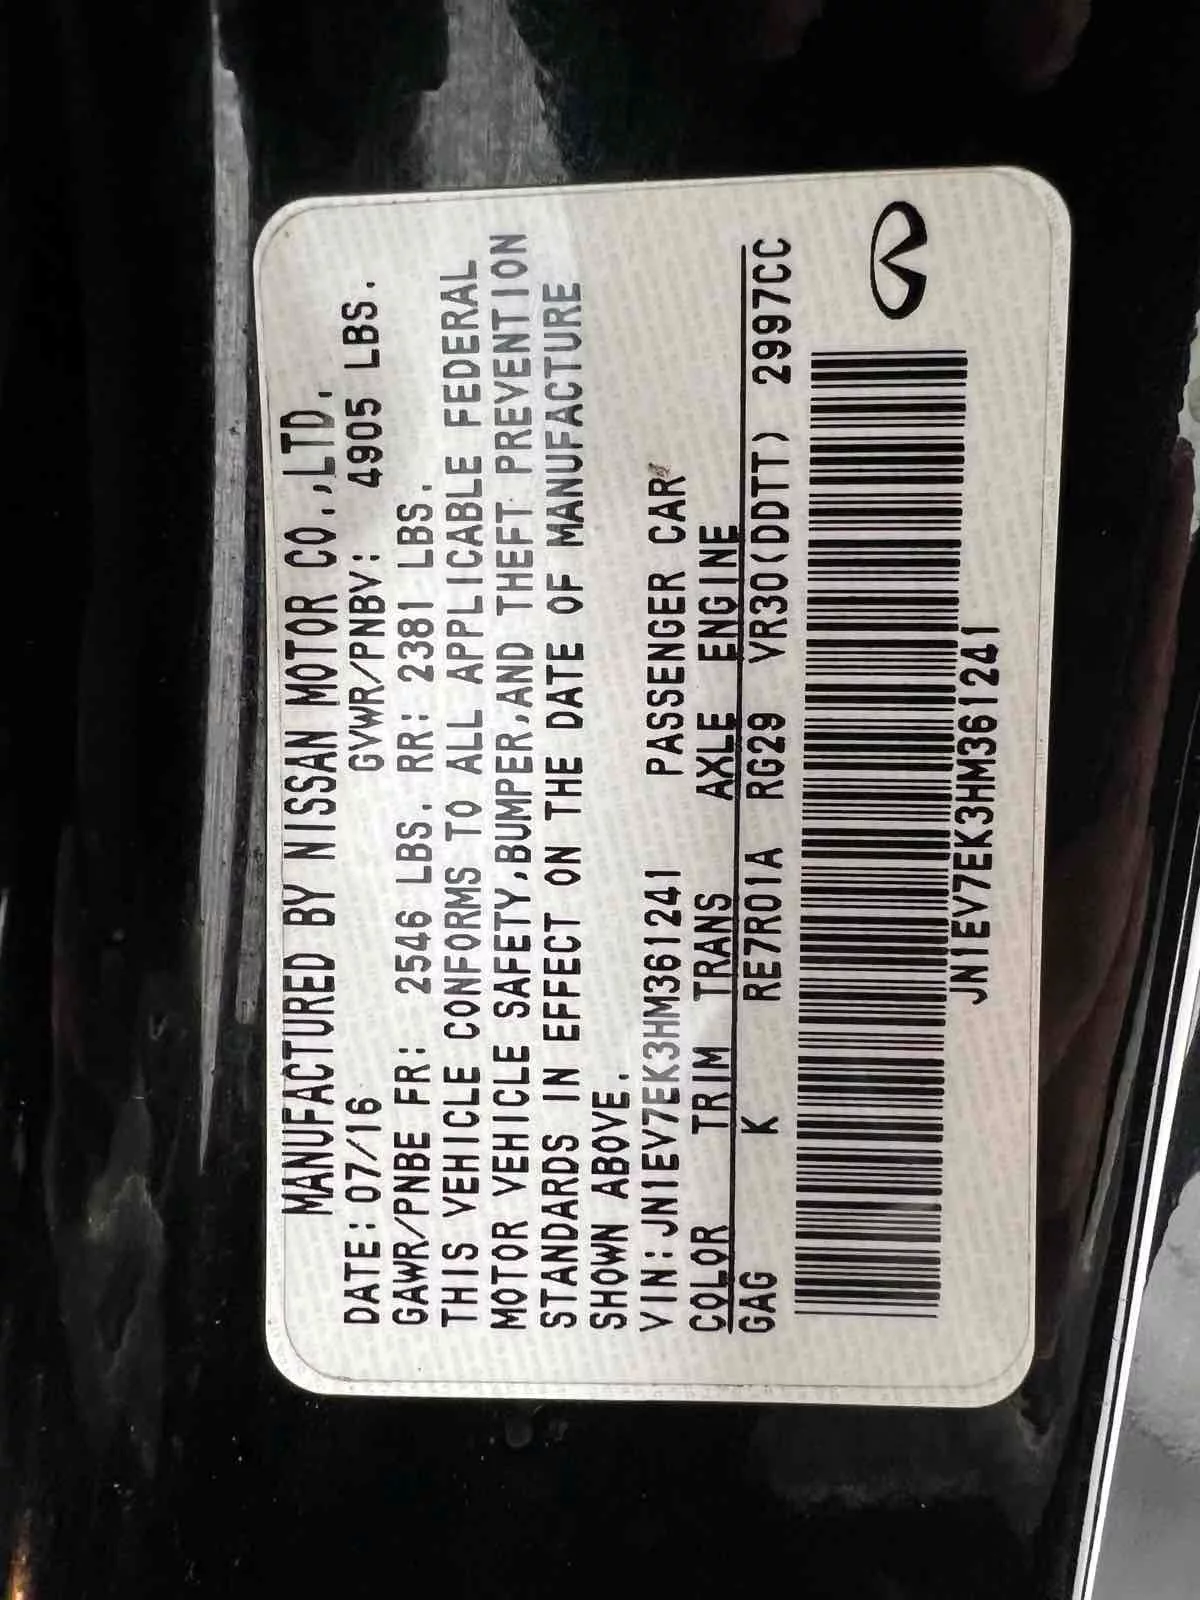 MANUFACTURED BY NISSAN MOTOR CO.,LTD.
DATE:07/16 GVWR/PNBV: 4905 LBS.
GAWR/PNBE FR: 2546 LBS. RR: 2381 LBS.
THIS VEHICLE CONFORMS TO ALL APPLICABLE FEDERAL
MOTOR VEHICLE SAFETY,BUMPER,AND THEFT PREVENTION
STANDARDS IN EFFECT ON THE DATE OF MANUFACTURE
SHOWN ABOVE.
VIN:JN1EV7EK3HM361241 PASSENGER CAR
COLOR TRIM TRANS AXLE ENGINE
GAG K RE7R01A RG29 VR30(DDTT) 2997CC
JN1EV7EK3HM361241